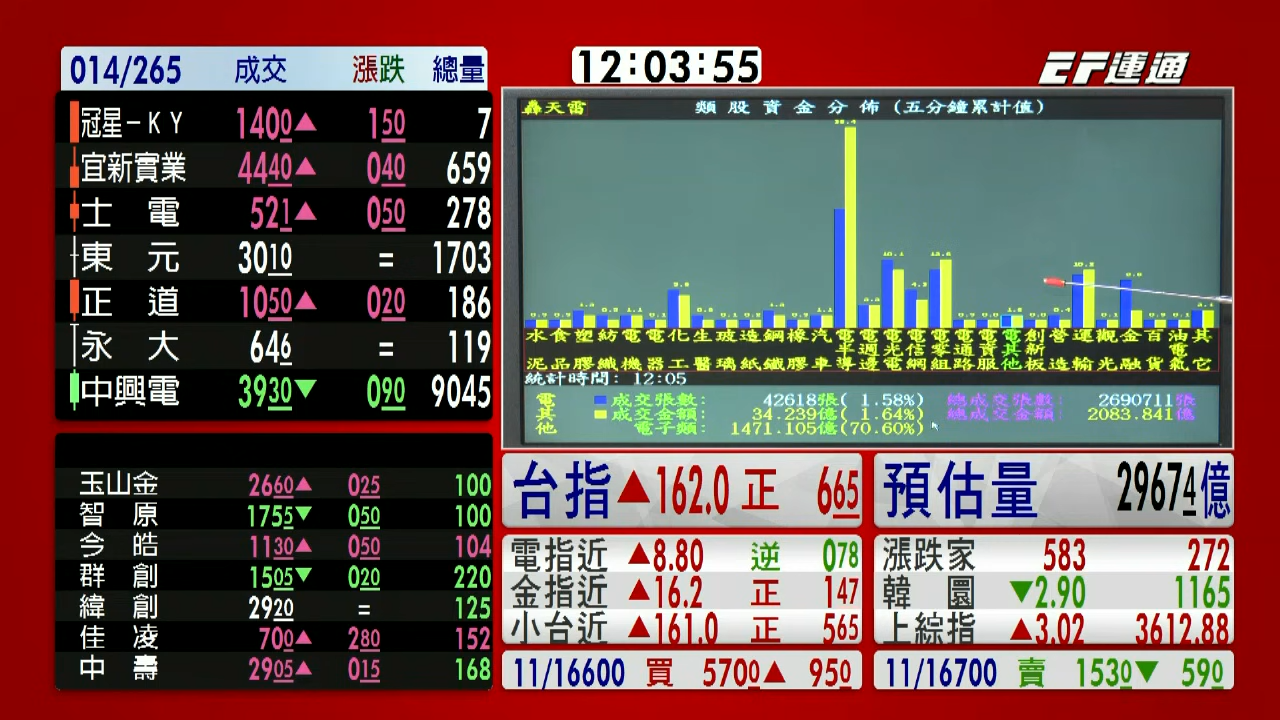 014/265 成交 漲跌 總量
冠星－KY 1400▲ 150 7
宜新實業 4440▲ 040 659
士電 521▲ 050 278
東元 3010 = 1703
正道 1050▲ 020 186
永大 646 = 119
中興電 3930▼ 090 9045
玉山金 2660▲ 025 100
智原 1755▼ 050 100
今皓 1130▲ 050 104
群創 1505▼ 020 220
緯創 2920 = 125
佳凌 700▲ 280 152
中壽 2905▲ 015 168
12:03:55
EF運通
轟天雷 類股資金分佈(五分鐘累計值)
水食塑紡電電化生玻造鋼橡汽電電電電電電電電創營運觀金百油其
半週光信零通資其新 電
泥品膠織機器工醫璃紙鐵膠車導邊電網組路服他板造輸光融貨氣它
統計時間: 12:05
電其他
成交張數: 42618張( 1.58%) 總成交張數: 2690711張
成交金額: 34.239億( 1.64%) 總成交金額: 2083.841億
電子類: 1471.105億(70.60%)
台指▲162.0 正 665
預估量 29674億
電指近 ▲8.80 逆 078
金指近 ▲16.2 正 147
小台近 ▲161.0 正 565
漲跌家 583 272
韓圜 ▼2.90 1165
上綜指 ▲3.02 3612.88
11/16600 買 5700▲ 950
11/16700 賣 1530▼ 590